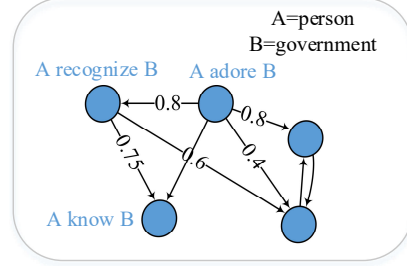 A=person
B=government
A recognize B
A adore B
0.8
0.8
0.75
0.6
0.4
A know B